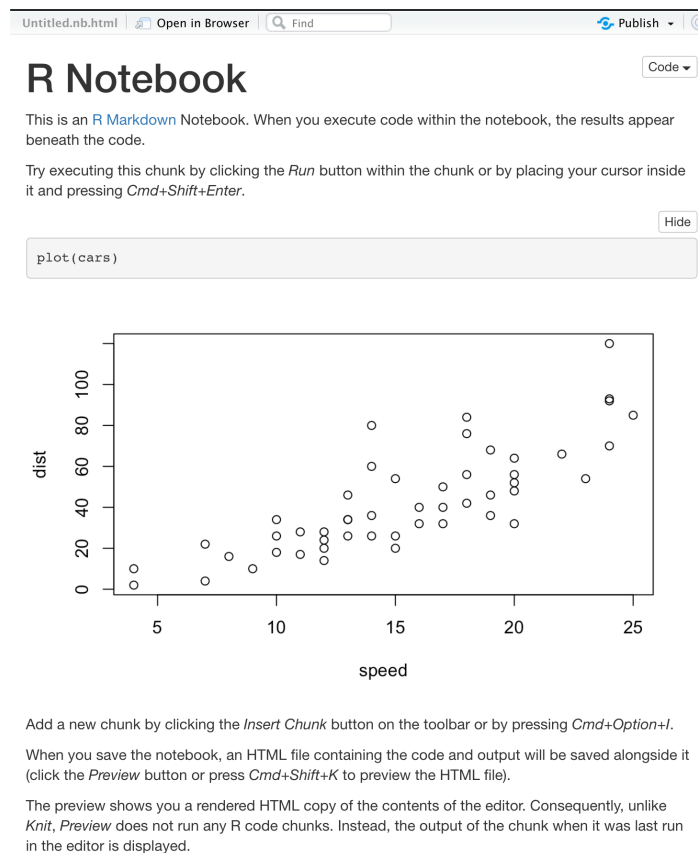 Untitled.nb.html Open in Browser Find Publish
R Notebook
Code
This is an R Markdown Notebook. When you execute code within the notebook, the results appear
beneath the code.
Try executing this chunk by clicking the Run button within the chunk or by placing your cursor inside
it and pressing Cmd+Shift+Enter.
Hide
plot(cars)
100
80
60
40
20
0
dist
5 10 15 20 25
speed
Add a new chunk by clicking the Insert Chunk button on the toolbar or by pressing Cmd+Option+I.
When you save the notebook, an HTML file containing the code and output will be saved alongside it
(click the Preview button or press Cmd+Shift+K to preview the HTML file).
The preview shows you a rendered HTML copy of the contents of the editor. Consequently, unlike
Knit, Preview does not run any R code chunks. Instead, the output of the chunk when it was last run
in the editor is displayed.